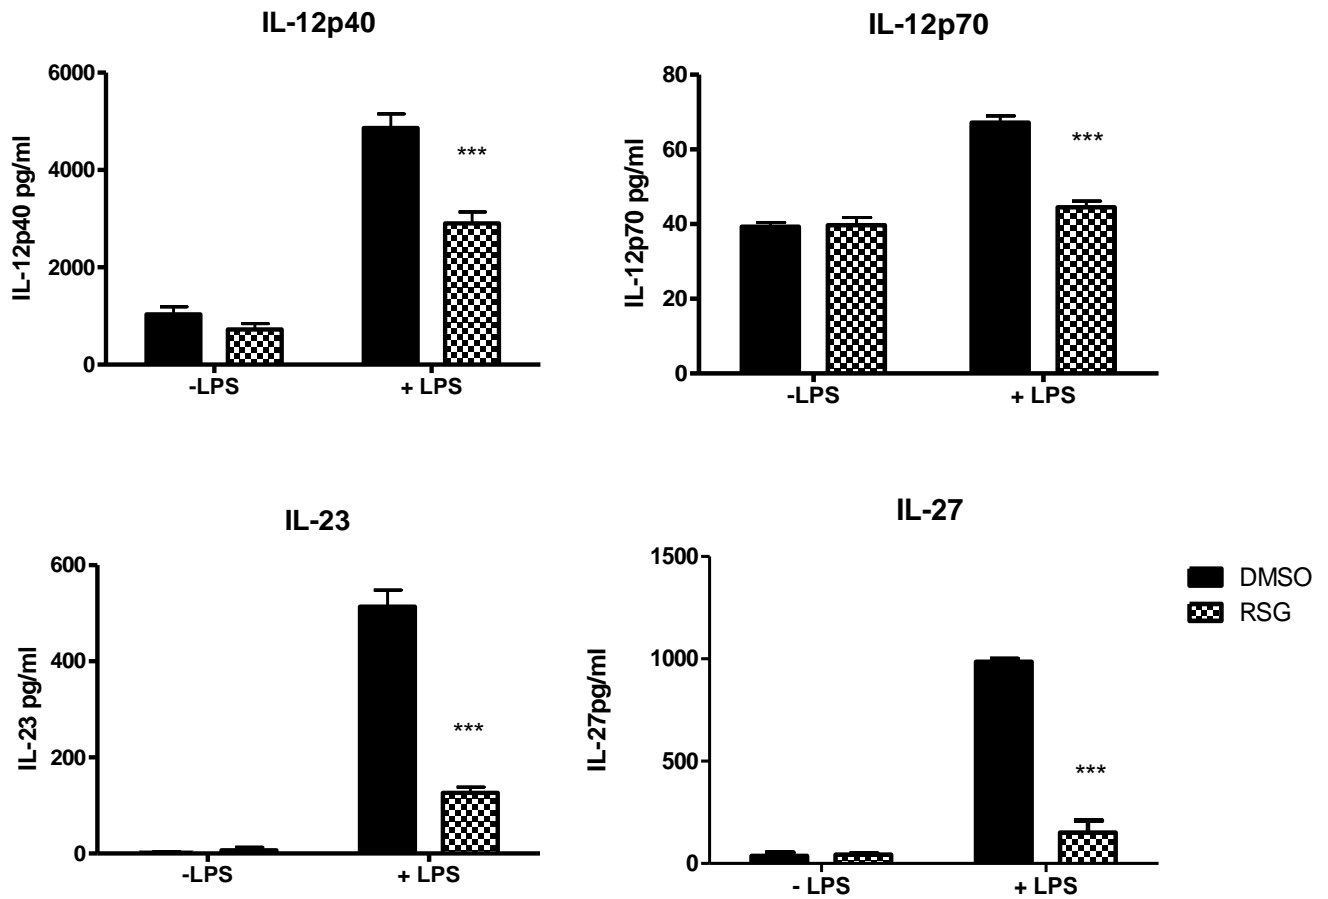 IL-12p40
6000
4000
2000
0
IL-12p40 pg/ml
***
-LPS
+ LPS
IL-12p70
80
60
40
20
0
IL-12p70 pg/ml
***
-LPS
+ LPS
IL-23
600
400
200
0
IL-23 pg/ml
***
-LPS
+ LPS
IL-27
1500
1000
500
0
IL-27pg/ml
***
- LPS
+ LPS
DMSO
RSG